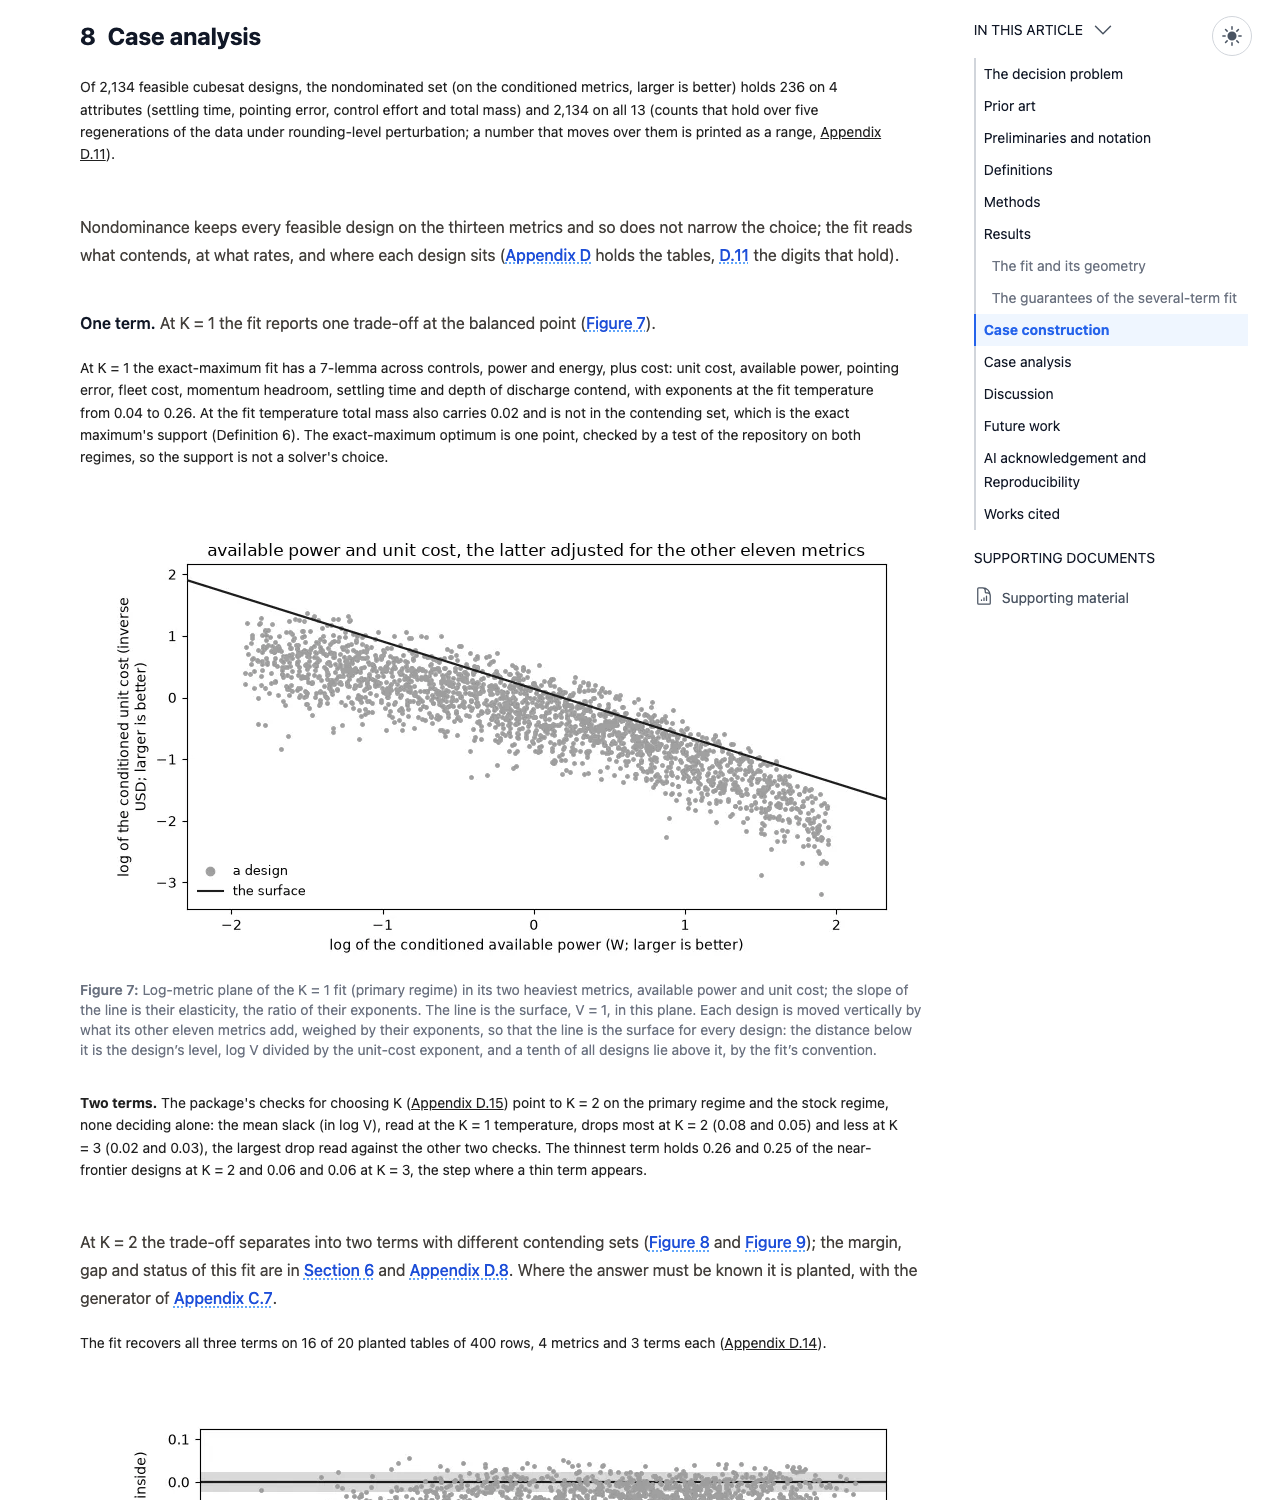 8 Case analysis
Of 2,134 feasible cubesat designs, the nondominated set (on the conditioned metrics, larger is better) holds 236 on 4
attributes (settling time, pointing error, control effort and total mass) and 2,134 on all 13 (counts that hold over five
regenerations of the data under rounding-level perturbation; a number that moves over them is printed as a range, Appendix
D.11).
Nondominance keeps every feasible design on the thirteen metrics and so does not narrow the choice; the fit reads
what contends, at what rates, and where each design sits (Appendix D holds the tables, D.11 the digits that hold).
One term. At K = 1 the fit reports one trade-off at the balanced point (Figure 7).
At K = 1 the exact-maximum fit has a 7-lemma across controls, power and energy, plus cost: unit cost, available power, pointing
error, fleet cost, momentum headroom, settling time and depth of discharge contend, with exponents at the fit temperature
from 0.04 to 0.26. At the fit temperature total mass also carries 0.02 and is not in the contending set, which is the exact
maximum's support (Definition 6). The exact-maximum optimum is one point, checked by a test of the repository on both
regimes, so the support is not a solver's choice.
available power and unit cost, the latter adjusted for the other eleven metrics
log of the conditioned unit cost (inverse
USD; larger is better)
2
1
0
−1
−2
−3
a design
the surface
−2
−1
0
1
2
log of the conditioned available power (W; larger is better)
Figure 7: Log-metric plane of the K = 1 fit (primary regime) in its two heaviest metrics, available power and unit cost; the slope of
the line is their elasticity, the ratio of their exponents. The line is the surface, V = 1, in this plane. Each design is moved vertically by
what its other eleven metrics add, weighed by their exponents, so that the line is the surface for every design: the distance below
it is the design’s level, log V divided by the unit-cost exponent, and a tenth of all designs lie above it, by the fit’s convention.
Two terms. The package's checks for choosing K (Appendix D.15) point to K = 2 on the primary regime and the stock regime,
none deciding alone: the mean slack (in log V), read at the K = 1 temperature, drops most at K = 2 (0.08 and 0.05) and less at K
= 3 (0.02 and 0.03), the largest drop read against the other two checks. The thinnest term holds 0.26 and 0.25 of the near-
frontier designs at K = 2 and 0.06 and 0.06 at K = 3, the step where a thin term appears.
At K = 2 the trade-off separates into two terms with different contending sets (Figure 8 and Figure 9); the margin,
gap and status of this fit are in Section 6 and Appendix D.8. Where the answer must be known it is planted, with the
generator of Appendix C.7.
The fit recovers all three terms on 16 of 20 planted tables of 400 rows, 4 metrics and 3 terms each (Appendix D.14).
0.1
0.0
inside)
IN THIS ARTICLE
The decision problem
Prior art
Preliminaries and notation
Definitions
Methods
Results
The fit and its geometry
The guarantees of the several-term fit
Case construction
Case analysis
Discussion
Future work
AI acknowledgement and
Reproducibility
Works cited
SUPPORTING DOCUMENTS
Supporting material